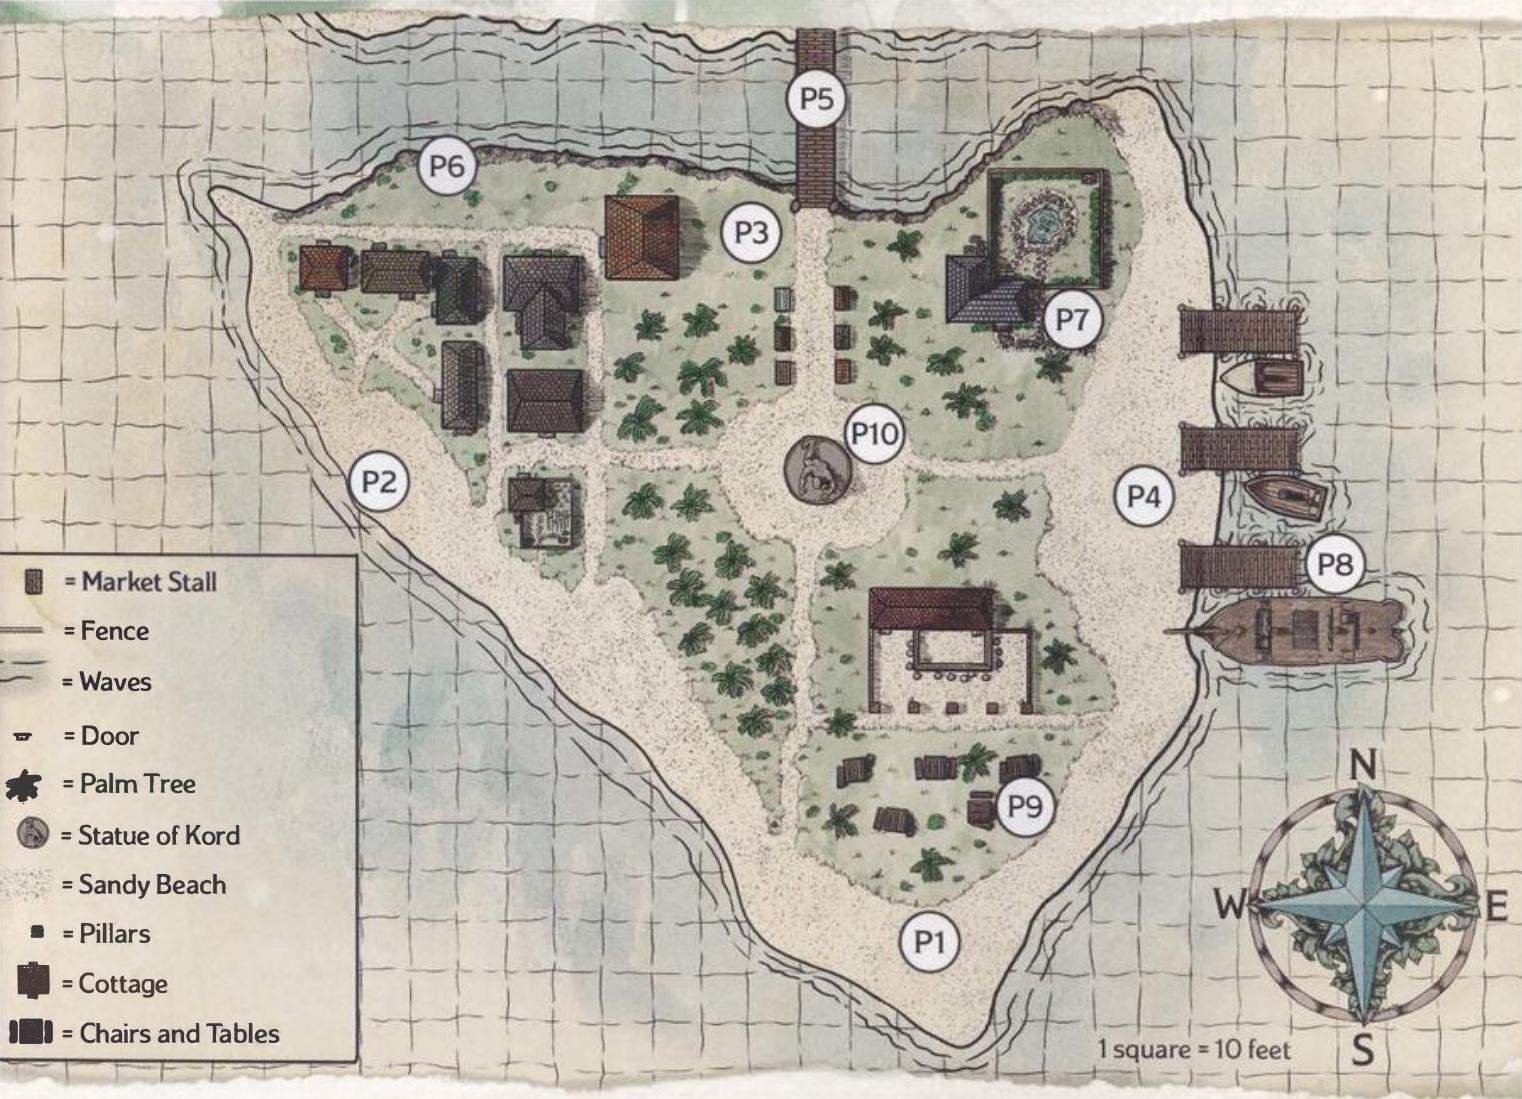 P5
P6
P3
P7
P10
P2
P4
P8
P9
P1
= Market Stall
= Fence
= Waves
= Door
= Palm Tree
= Statue of Kord
= Sandy Beach
= Pillars
= Cottage
= Chairs and Tables
N
W
E
S
1 square = 10 feet